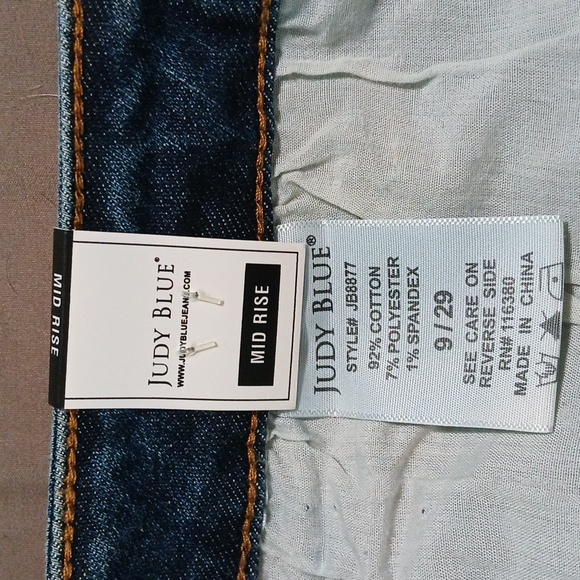 MID RISE
JUDY BLUE®
WWW.JUDYBLUEJEANS.COM
MID RISE
JUDY BLUE®
STYLE# JB8877
92% COTTON
7% POLYESTER
1% SPANDEX
9 / 29
SEE CARE ON
REVERSE SIDE
RN# 116380
MADE IN CHINA